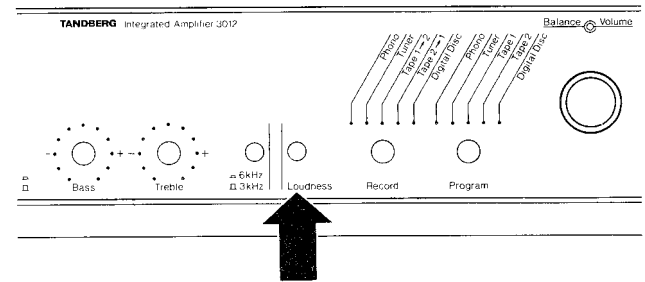 TANDBERG Integrated Amplifier 3012
Balance Volume
Phono
Tuner
Tape 1 – 2
Tape 2 – 1
Digital Disc
Phono
Tuner
Tape 1
Tape 2
Digital Disc
- + - +
6kHz
3kHz
Bass Treble Loudness Record Program